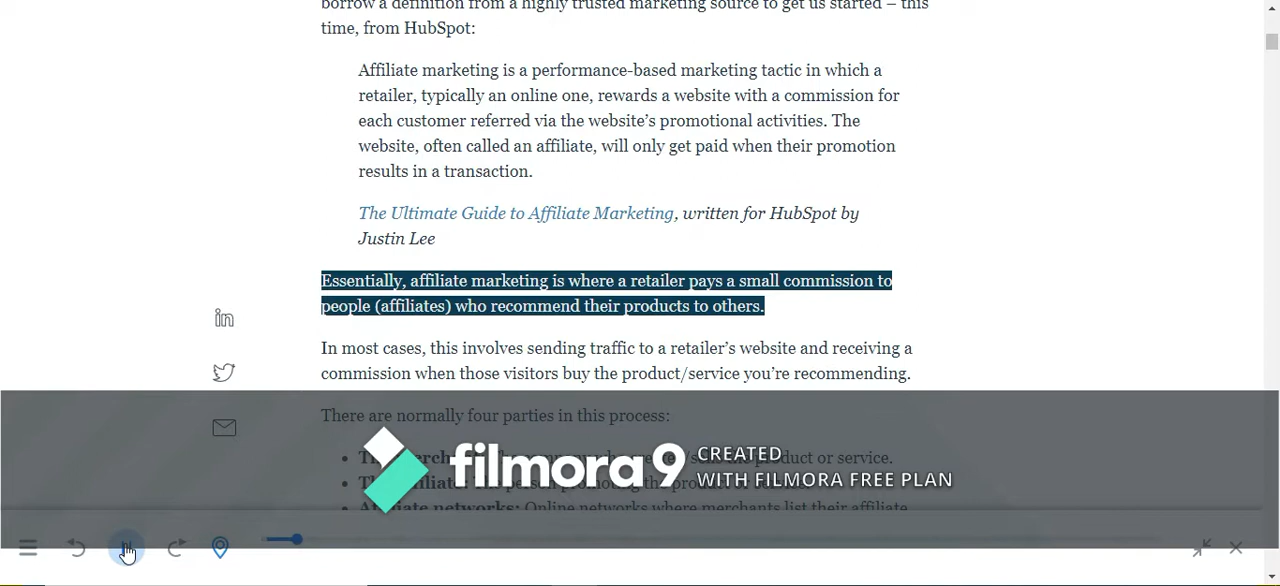 borrow a definition from a highly trusted marketing source to get us started – this
time, from HubSpot:
Affiliate marketing is a performance-based marketing tactic in which a
retailer, typically an online one, rewards a website with a commission for
each customer referred via the website’s promotional activities. The
website, often called an affiliate, will only get paid when their promotion
results in a transaction.
The Ultimate Guide to Affiliate Marketing, written for HubSpot by
Justin Lee
Essentially, affiliate marketing is where a retailer pays a small commission to
people (affiliates) who recommend their products to others.
In most cases, this involves sending traffic to a retailer’s website and receiving a
commission when those visitors buy the product/service you’re recommending.
There are normally four parties in this process:
product or service.
The person promoting the
Affiliate networks: Online networks where merchants list their affiliate
filmora9
CREATED
WITH FILMORA FREE PLAN